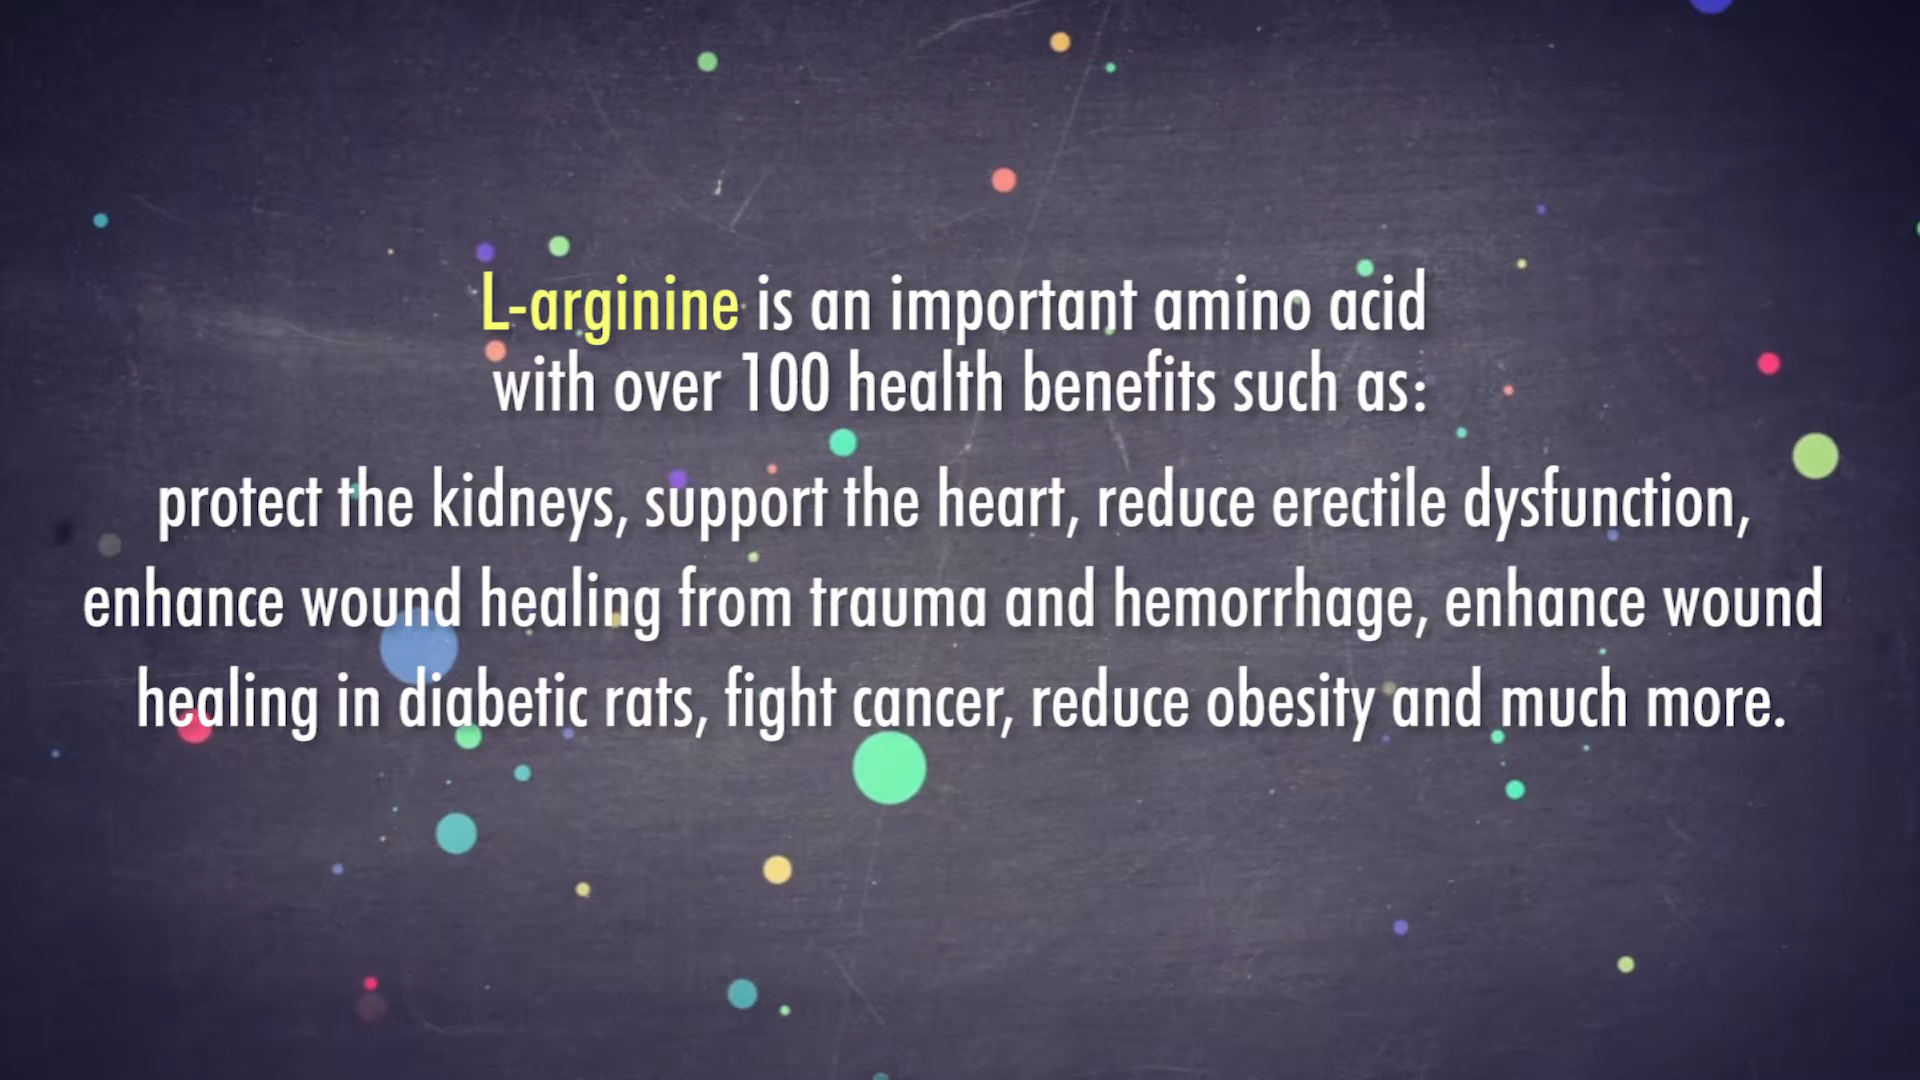 L-arginine is an important amino acid
with over 100 health benefits such as:
protect the kidneys, support the heart, reduce erectile dysfunction,
enhance wound healing from trauma and hemorrhage, enhance wound
healing in diabetic rats, fight cancer, reduce obesity and much more.